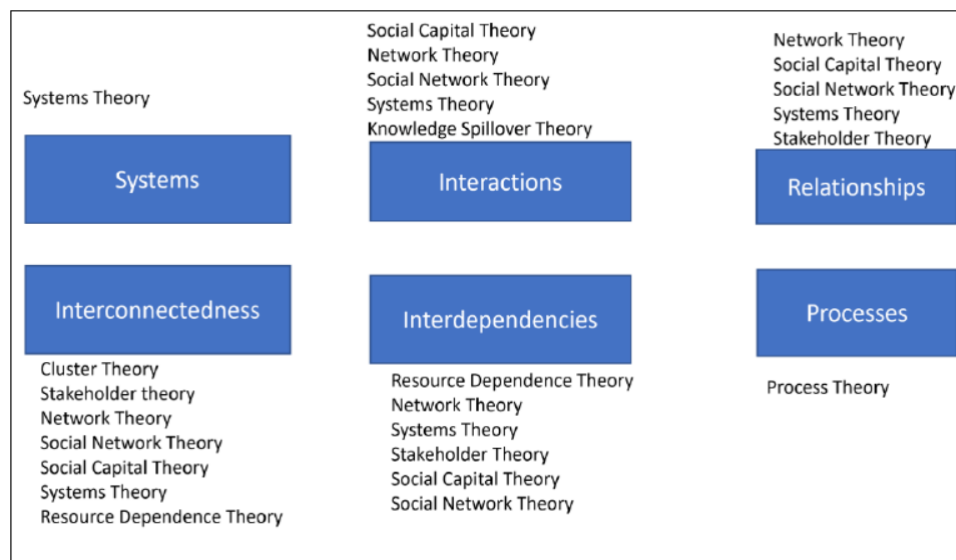 Systems Theory
Systems
Social Capital Theory
Network Theory
Social Network Theory
Systems Theory
Knowledge Spillover Theory
Interactions
Network Theory
Social Capital Theory
Social Network Theory
Systems Theory
Stakeholder Theory
Relationships
Interconnectedness
Cluster Theory
Stakeholder theory
Network Theory
Social Network Theory
Social Capital Theory
Systems Theory
Resource Dependence Theory
Interdependencies
Resource Dependence Theory
Network Theory
Systems Theory
Stakeholder Theory
Social Capital Theory
Social Network Theory
Processes
Process Theory